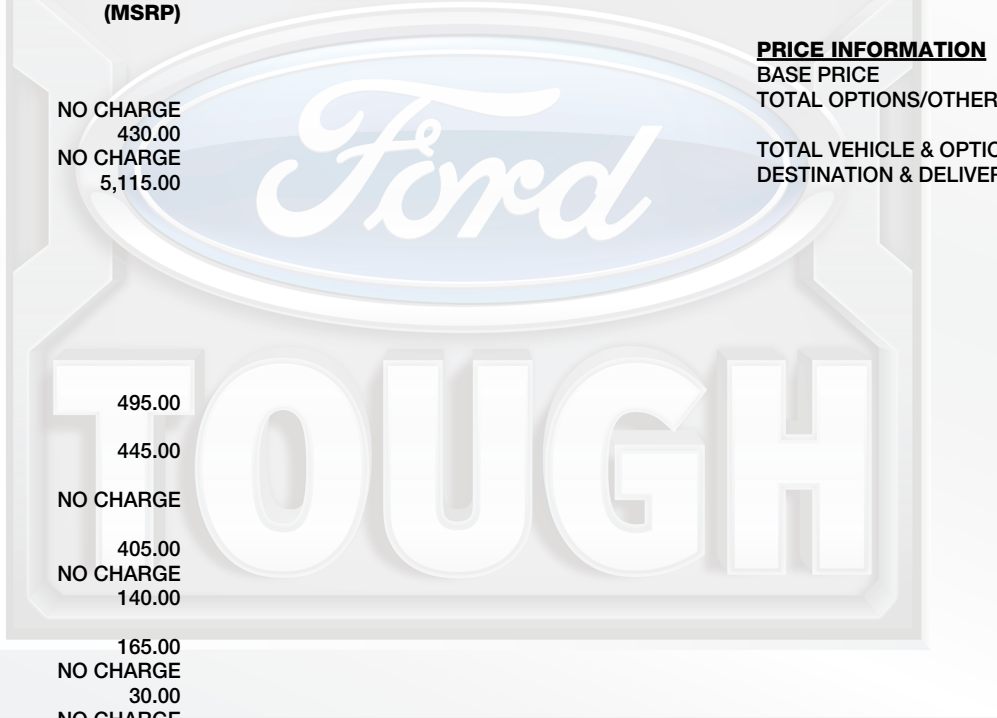 (MSRP)
NO CHARGE
430.00
NO CHARGE
5,115.00
495.00
445.00
NO CHARGE
405.00
NO CHARGE
140.00
165.00
NO CHARGE
30.00
NO CHARGE
PRICE INFORMATION
BASE PRICE
TOTAL OPTIONS/OTHER
TOTAL VEHICLE & OPTIO
DESTINATION & DELIVER
Ford
TOUGH